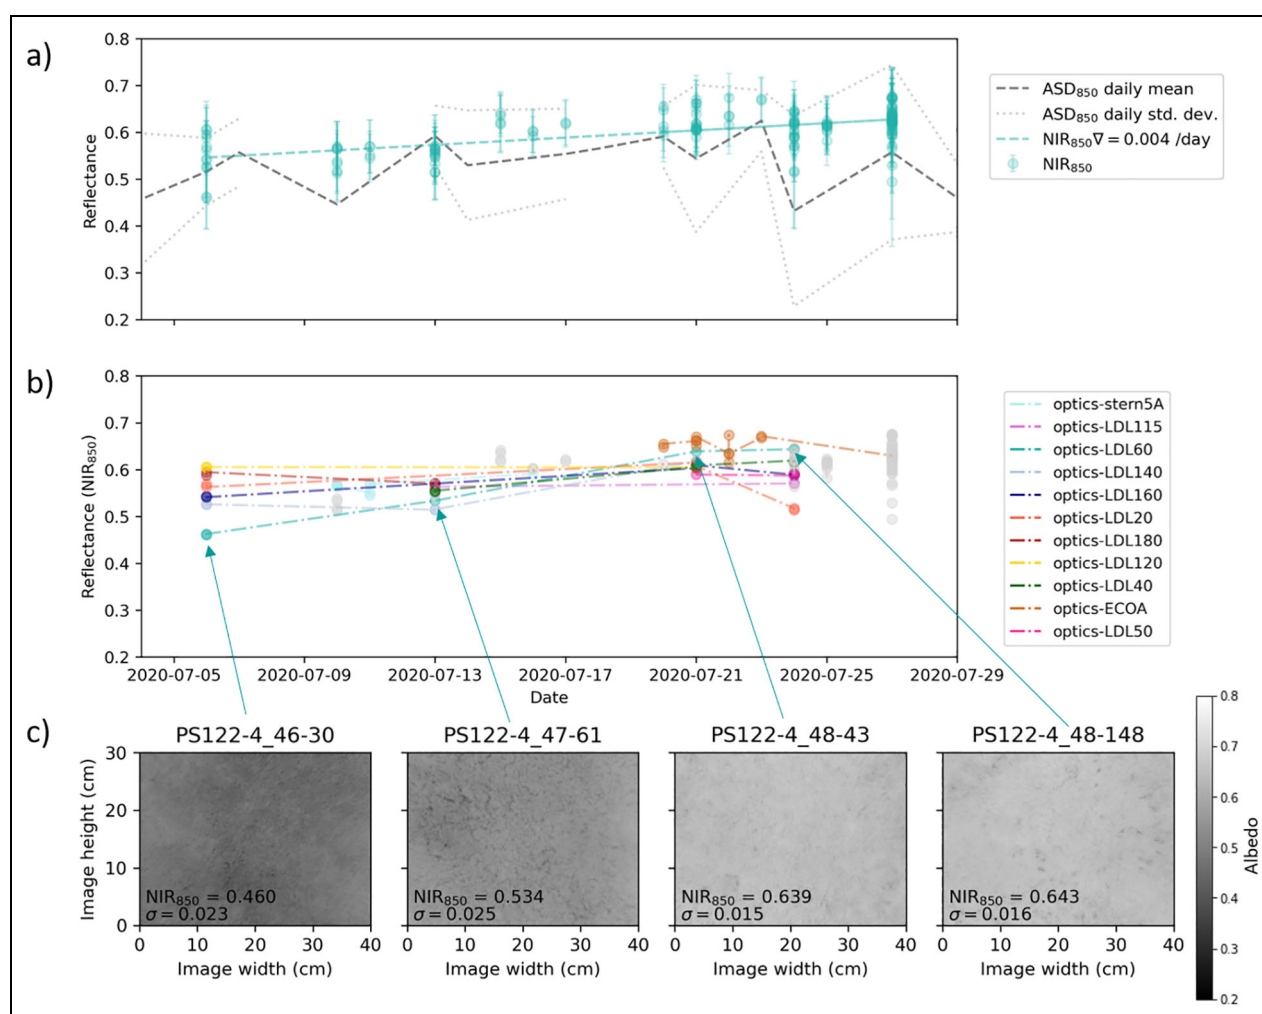 a)
0.8
0.7
0.6
0.5
0.4
0.3
0.2
Reflectance
ASD850 daily mean
ASD850 daily std. dev.
NIR850∇ = 0.004 /day
NIR850
b)
0.8
0.7
0.6
0.5
0.4
0.3
0.2
Reflectance (NIR850)
2020-07-05 2020-07-09 2020-07-13 2020-07-17 2020-07-21 2020-07-25 2020-07-29
Date
optics-stern5A
optics-LDL115
optics-LDL60
optics-LDL140
optics-LDL160
optics-LDL20
optics-LDL180
optics-LDL120
optics-LDL40
optics-ECOA
optics-LDL50
c)
PS122-4_46-30 PS122-4_47-61 PS122-4_48-43 PS122-4_48-148
30
20
10
0
Image height (cm)
NIR850 = 0.460
σ = 0.023
NIR850 = 0.534
σ = 0.025
NIR850 = 0.639
σ = 0.015
NIR850 = 0.643
σ = 0.016
0 10 20 30 40 0 10 20 30 40 0 10 20 30 40 0 10 20 30 40
Image width (cm) Image width (cm) Image width (cm) Image width (cm)
0.8
0.7
0.6
0.5
0.4
0.3
0.2
Albedo